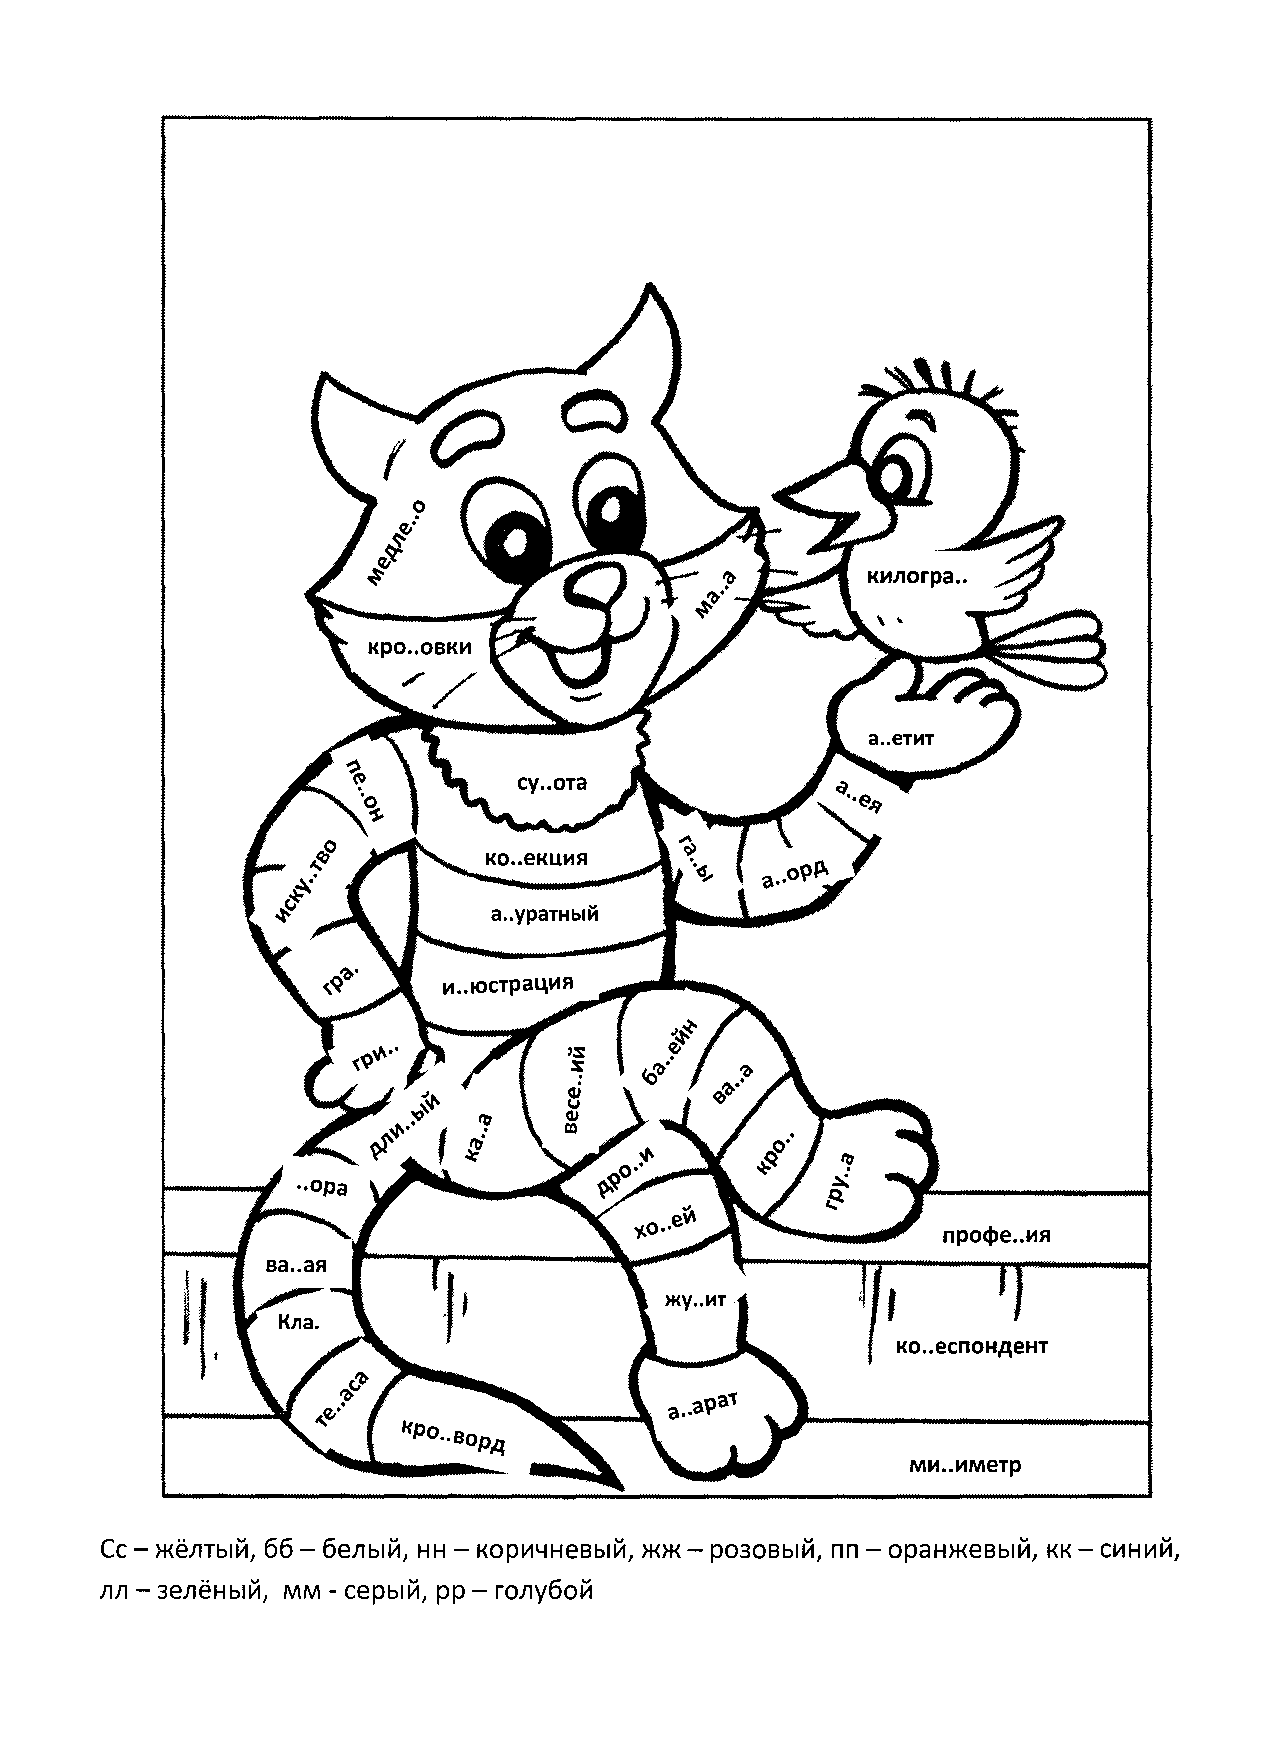 медле..о
килогра..
ма..а
кро..овки
а..етит
су..ота
пе..он
а..ея
га..ы
ко..екция
а..орд
иску..тво
а..уратный
гра.
и..юстрация
гри..
весе..ий
ба..ейн
ва..а
дли..ый
ка..а
кро..
гру..а
дро..и
..ора
хо..ей
профе..ия
ва..ая
жу..ит
Кла.
ко..еспондент
те..аса
а..арат
кро..ворд
ми..иметр
Сс – жёлтый, бб – белый, нн – коричневый, жж – розовый, пп – оранжевый, кк – синий,
лл – зелёный, мм - серый, рр – голубой